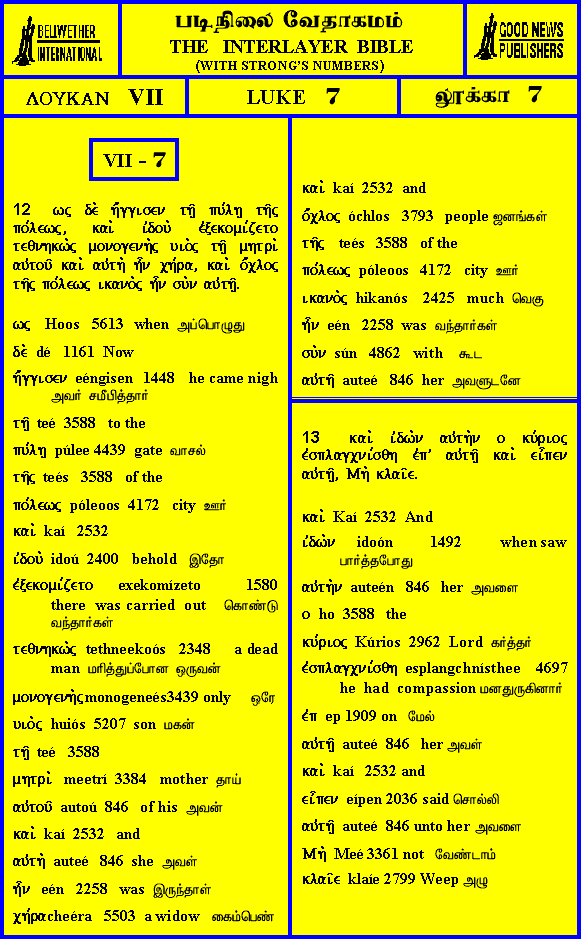 BELLWETHER
INTERNATIONAL
படிநிலை வேதாகமம்
THE INTERLAYER BIBLE
(WITH STRONG'S NUMBERS)
GOOD NEWS
PUBLISHERS
ΛΟΥΚΑΝ VII
LUKE 7
லூக்கா 7
VII - 7
12 ως δὲ ἤγγισεν τῇ πύλῃ τῆς
πόλεως, καὶ ἰδοὺ ἐξεκομίζετο
τεθνηκὼς μονογενὴς υιὸς τῇ μητρὶ
αὐτοῦ καὶ αὐτὴ ἦν χήρα, καὶ ὄχλος
τῆς πόλεως ικανὸς ἦν σὺν αὐτῇ.
ως Hoos 5613 when அப்பொழுது
δὲ dé 1161 Now
ἤγγισεν eéngisen 1448 he came nigh
அவர் சமீபித்தார்
τῇ teé 3588 to the
πύλῃ púlee 4439 gate வாசல்
τῆς teés 3588 of the
πόλεως póleoos 4172 city ஊர்
καὶ kaí 2532
ἰδοὺ idoú 2400 behold இதோ
ἐξεκομίζετο exekomízeto 1580
there was carried out கொண்டு
வந்தார்கள்
τεθνηκὼς tethneekoós 2348 a dead
man மரித்துப்போன ஒருவன்
μονογενὴς monogeneés3439 only ஒரே
υιὸς huiós 5207 son மகன்
τῇ teé 3588
μητρὶ meetrí 3384 mother தாய்
αὐτοῦ autoú 846 of his அவன்
καὶ kaí 2532 and
αὐτὴ auteé 846 she அவள்
ἦν eén 2258 was இருந்தாள்
χήρα cheéra 5503 a widow கைம்பெண்
καὶ kaí 2532 and
ὄχλος óchlos 3793 people ஜனங்கள்
τῆς teés 3588 of the
πόλεως póleoos 4172 city ஊர்
ικανὸς hikanós 2425 much வெகு
ἦν eén 2258 was வந்தார்கள்
σὺν sún 4862 with கூட
αὐτῇ auteé 846 her அவளுடனே
13 καὶ ἰδὼν αὐτὴν ο κύριος
ἐσπλαγχνίσθη ἐπ' αὐτῇ καὶ εἶπεν
αὐτῇ, Μὴ κλαῖε.
καὶ Kaí 2532 And
ἰδὼν idoón 1492 when saw
பார்த்தபோது
αὐτὴν auteén 846 her அவளை
ο ho 3588 the
κύριος Kúrios 2962 Lord கர்த்தர்
ἐσπλαγχνίσθη esplangchnísthee 4697
he had compassion மனதுருகினார்
ἐπ ep 1909 on மேல்
αὐτῇ auteé 846 her அவள்
καὶ kaí 2532 and
εἶπεν eípen 2036 said சொல்லி
αὐτῇ auteé 846 unto her அவளை
Μὴ Meé 3361 not வேண்டாம்
κλαῖε klaíe 2799 Weep அழு